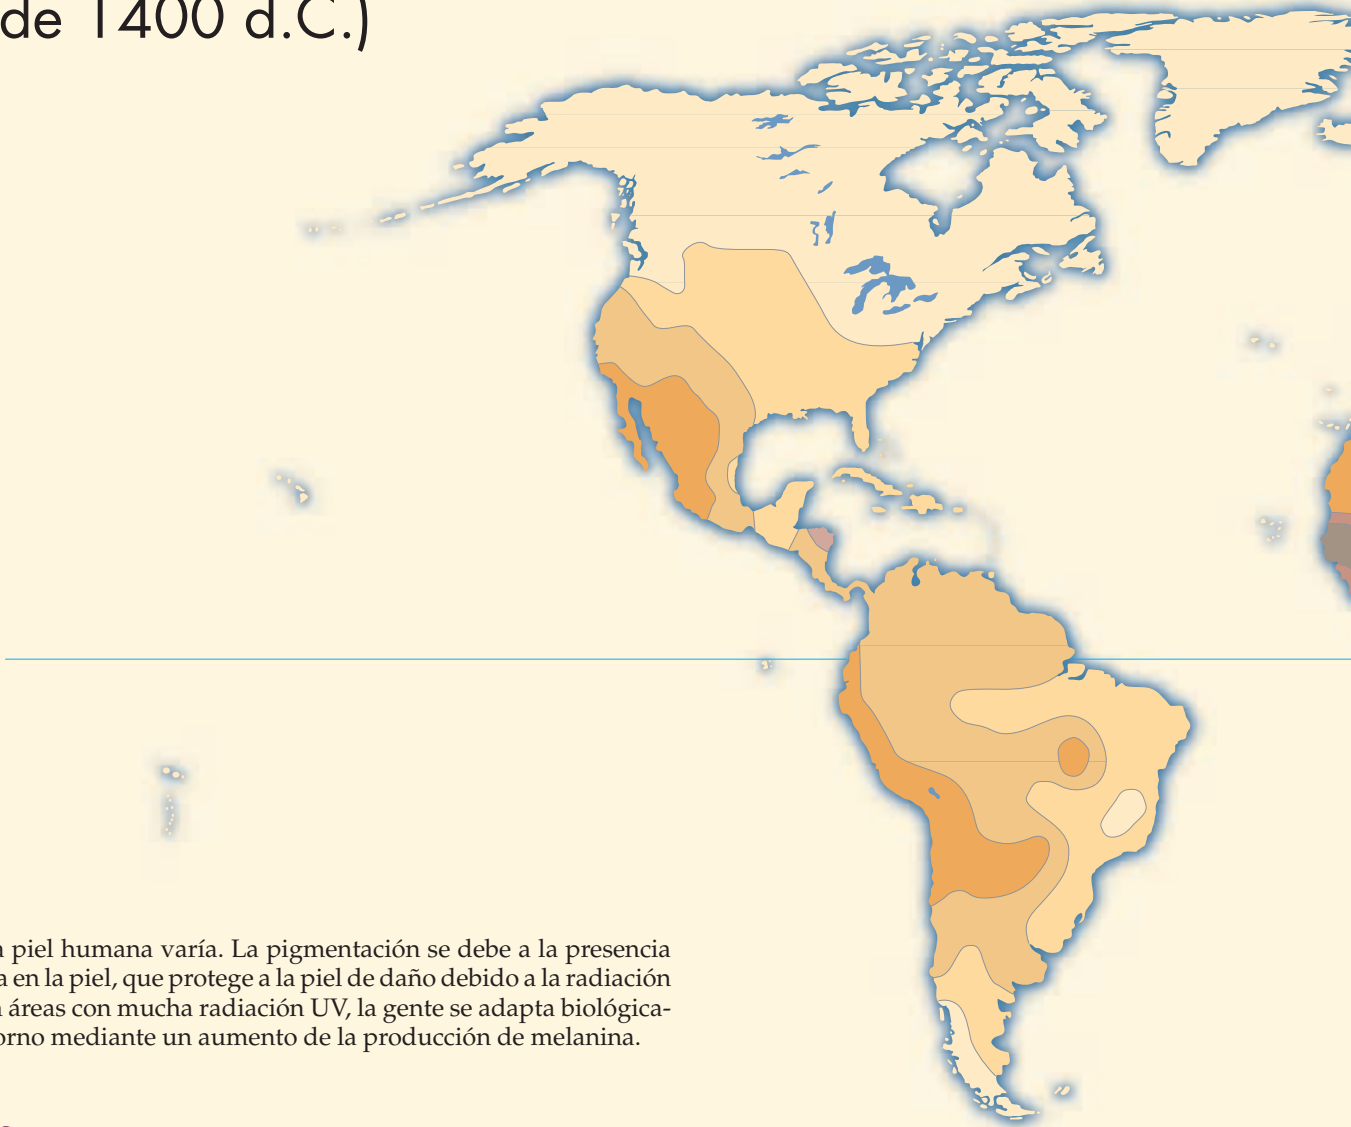 de 1400 d.C.)
piel humana varía. La pigmentación se debe a la presencia
en la piel, que protege a la piel de daño debido a la radiación
áreas con mucha radiación UV, la gente se adapta biológica-
mediante un aumento de la producción de melanina.